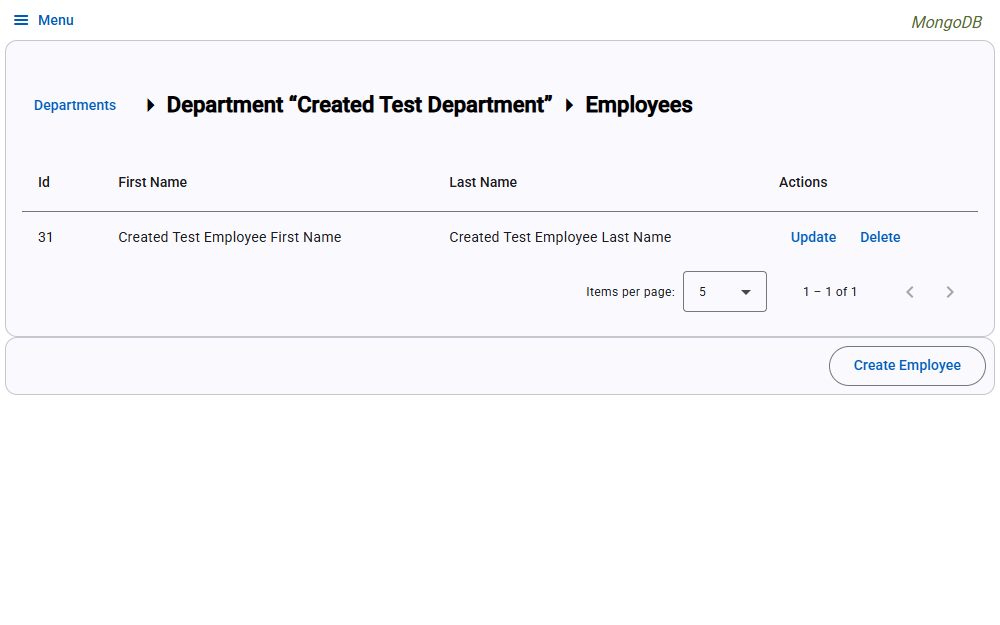 Menu
MongoDB
Departments Department “Created Test Department” Employees
Id First Name Last Name Actions
31 Created Test Employee First Name Created Test Employee Last Name Update Delete
Items per page: 5 1 – 1 of 1
Create Employee